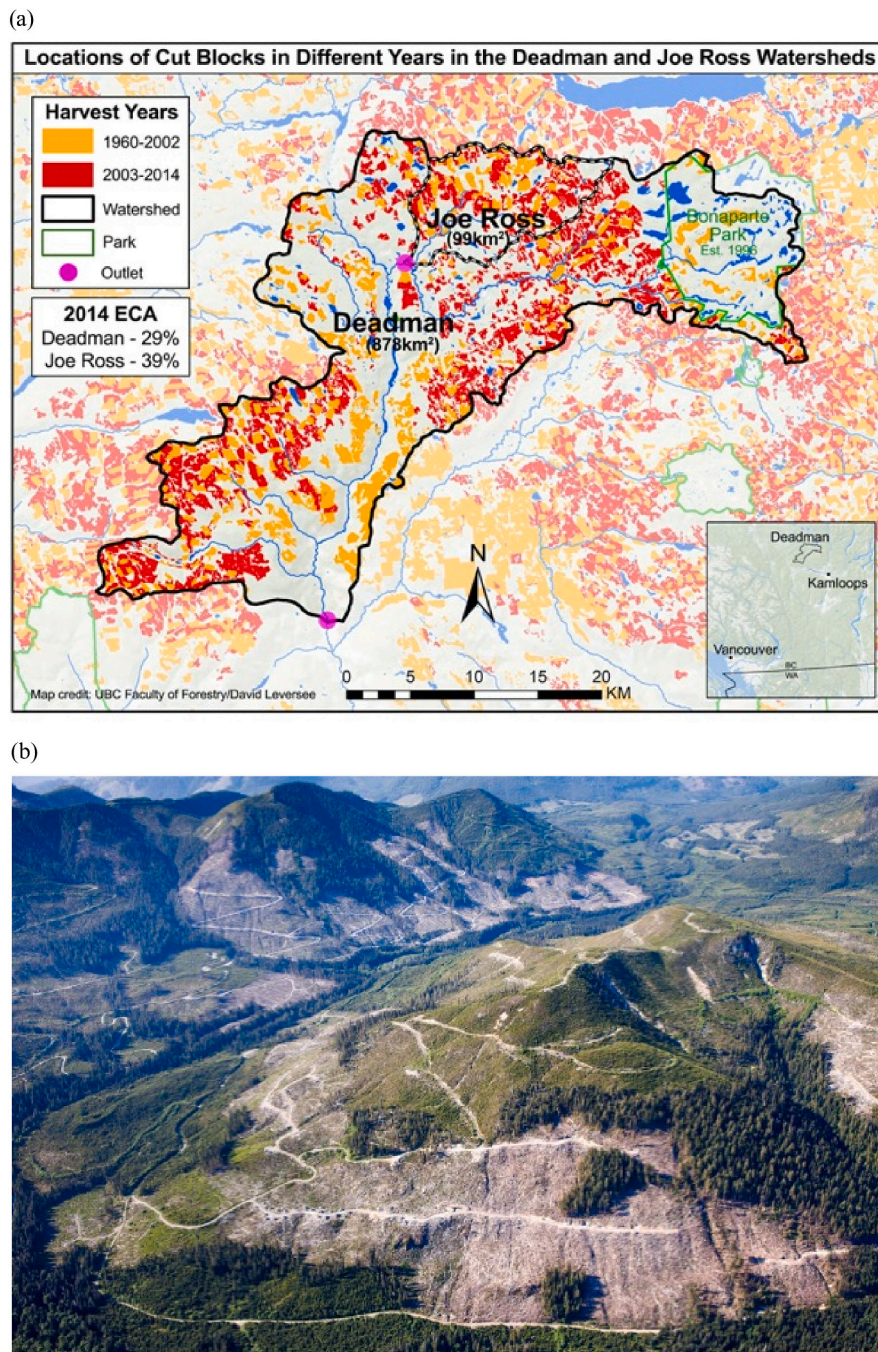 (a)
Locations of Cut Blocks in Different Years in the Deadman and Joe Ross Watersheds
Harvest Years
1960-2002
2003-2014
Watershed
Park
Outlet
2014 ECA
Deadman - 29%
Joe Ross - 39%
Joe Ross
(99km²)
Bonaparte
Park
Est. 1996
Deadman
(878km²)
N
Deadman
Kamloops
Vancouver
BC
WA
0 5 10 15 20
KM
Map credit: UBC Faculty of Forestry/David Leversee
(b)